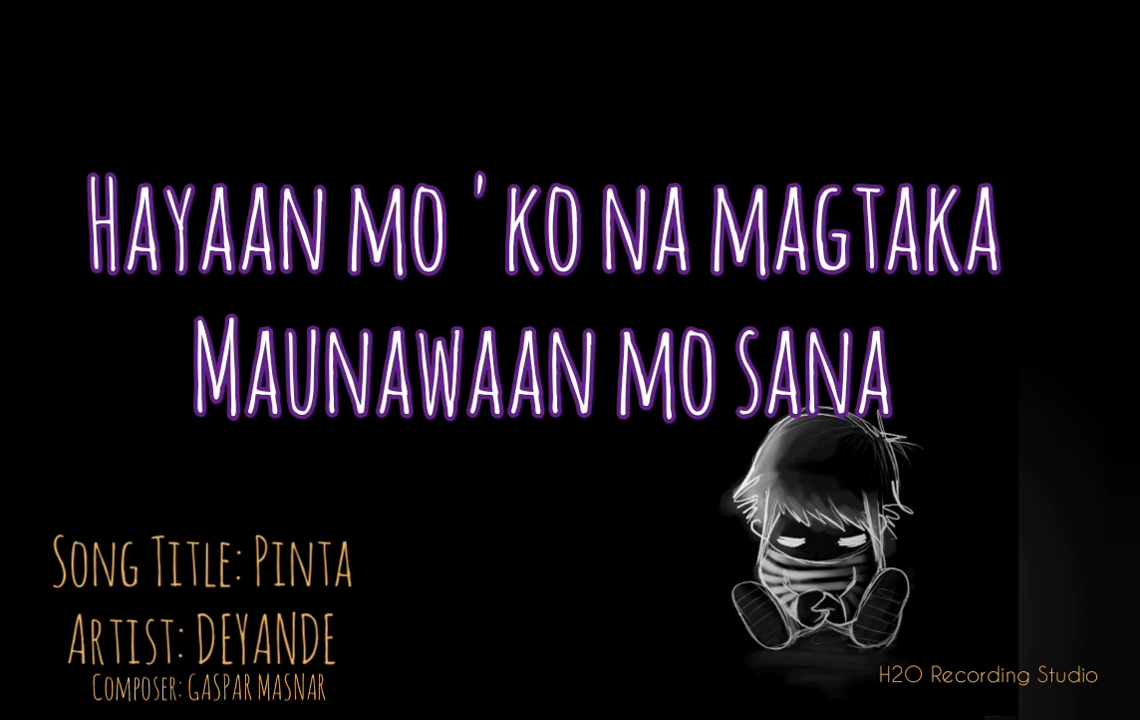 Hayaan mo 'ko na magtaka
Maunawaan mo sana
Song Title: Pinta
Artist: DEYANDE
Composer: GASPAR MASNAR
H2O Recording Studio